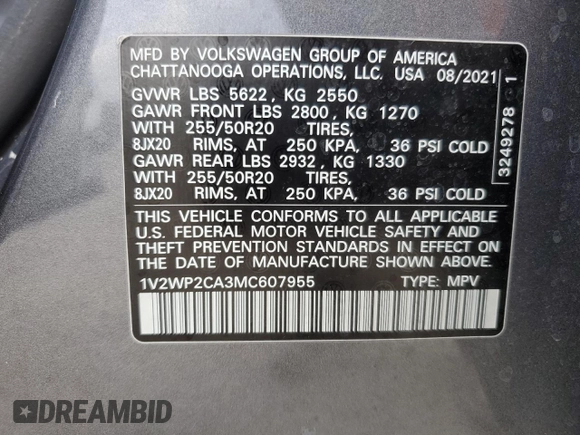 MFD BY VOLKSWAGEN GROUP OF AMERICA
CHATTANOOGA OPERATIONS, LLC. USA 08/2021
GVWR LBS 5622, KG 2550
GAWR FRONT LBS 2800, KG 1270
WITH 255/50R20 TIRES,
8JX20 RIMS, AT 250 KPA, 36 PSI COLD
GAWR REAR LBS 2932, KG 1330
WITH 255/50R20 TIRES,
8JX20 RIMS, AT 250 KPA, 36 PSI COLD
THIS VEHICLE CONFORMS TO ALL APPLICABLE
U.S. FEDERAL MOTOR VEHICLE SAFETY AND
THEFT PREVENTION STANDARDS IN EFFECT ON
THE DATE OF MANUFACTURE SHOWN ABOVE.
1V2WP2CA3MC607955 TYPE: MPV
3249278 1
DREAMBID